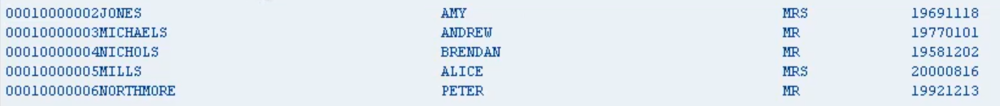 00010000002JONES AMY MRS 19691118
00010000003MICHAELS ANDREW MR 19770101
00010000004NICHOLS BRENDAN MR 19581202
00010000005MILLS ALICE MRS 20000816
00010000006NORTHMORE PETER MR 19921213